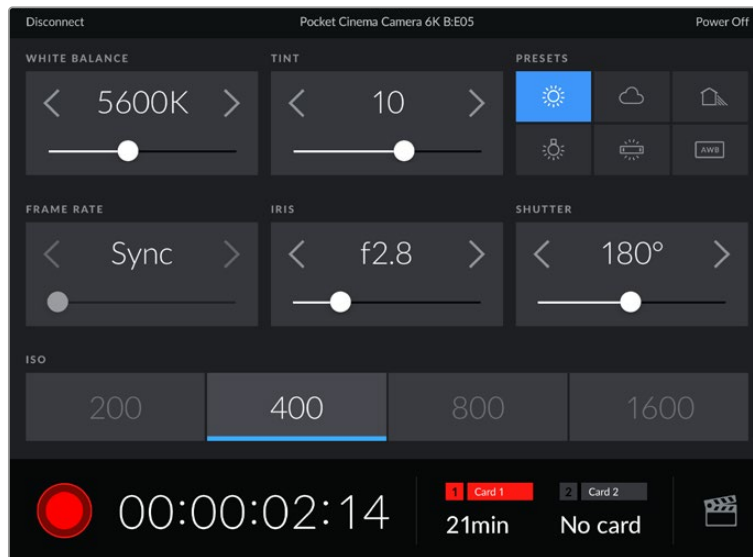 Disconnect Pocket Cinema Camera 6K B:E05 Power Off
WHITE BALANCE TINT PRESETS
5600K 10
AWB
FRAME RATE IRIS SHUTTER
Sync f2.8 180°
ISO
200 400 800 1600
00:00:02:14
1 Card 1 2 Card 2
21min No card